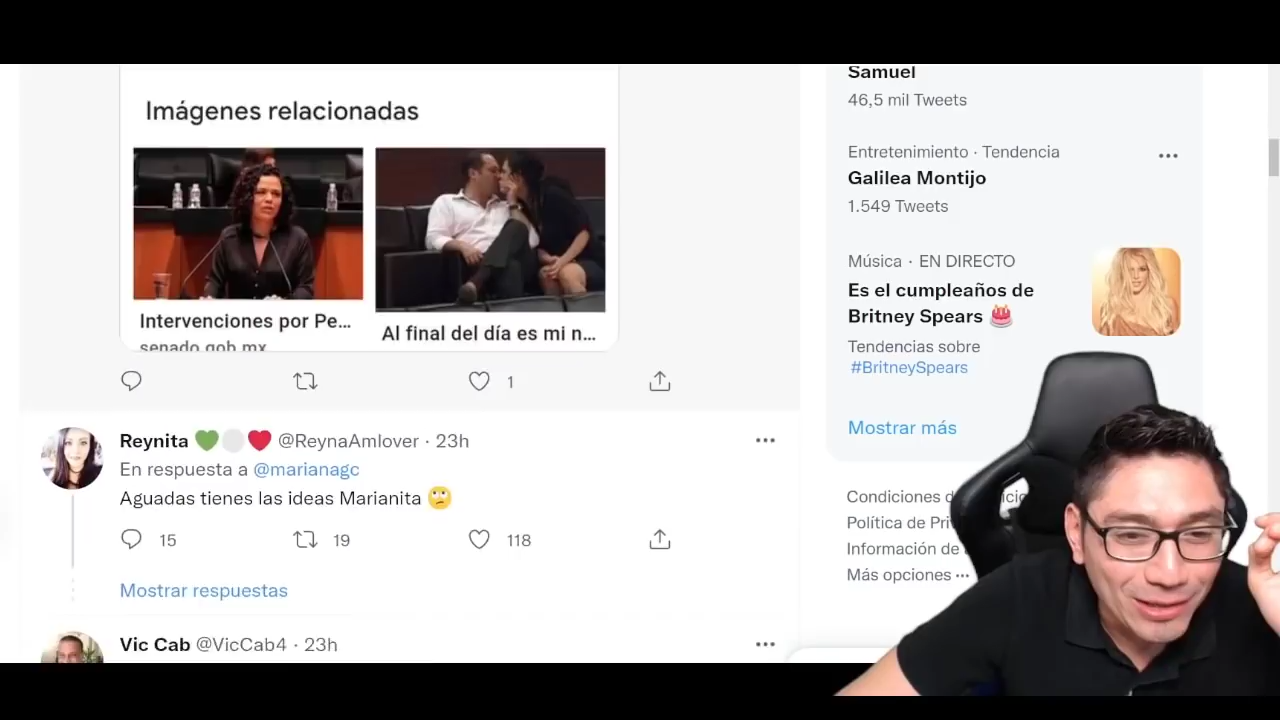 Imágenes relacionadas
Intervenciones por Pe...
senado.gob.mx
Al final del día es mi n...
1
Reynita 💚🤍❤️ @ReynaAmlover · 23h
En respuesta a @marianagc
Aguadas tienes las ideas Marianita 🙄
15 19 118
Mostrar respuestas
Vic Cab @VicCab4 · 23h
Samuel
46,5 mil Tweets
Entretenimiento · Tendencia
Galilea Montijo
1.549 Tweets
Música · EN DIRECTO
Es el cumpleaños de
Britney Spears 🎂
Tendencias sobre
#BritneySpears
Mostrar más
Condiciones
Política de
Información de
Más opciones ...